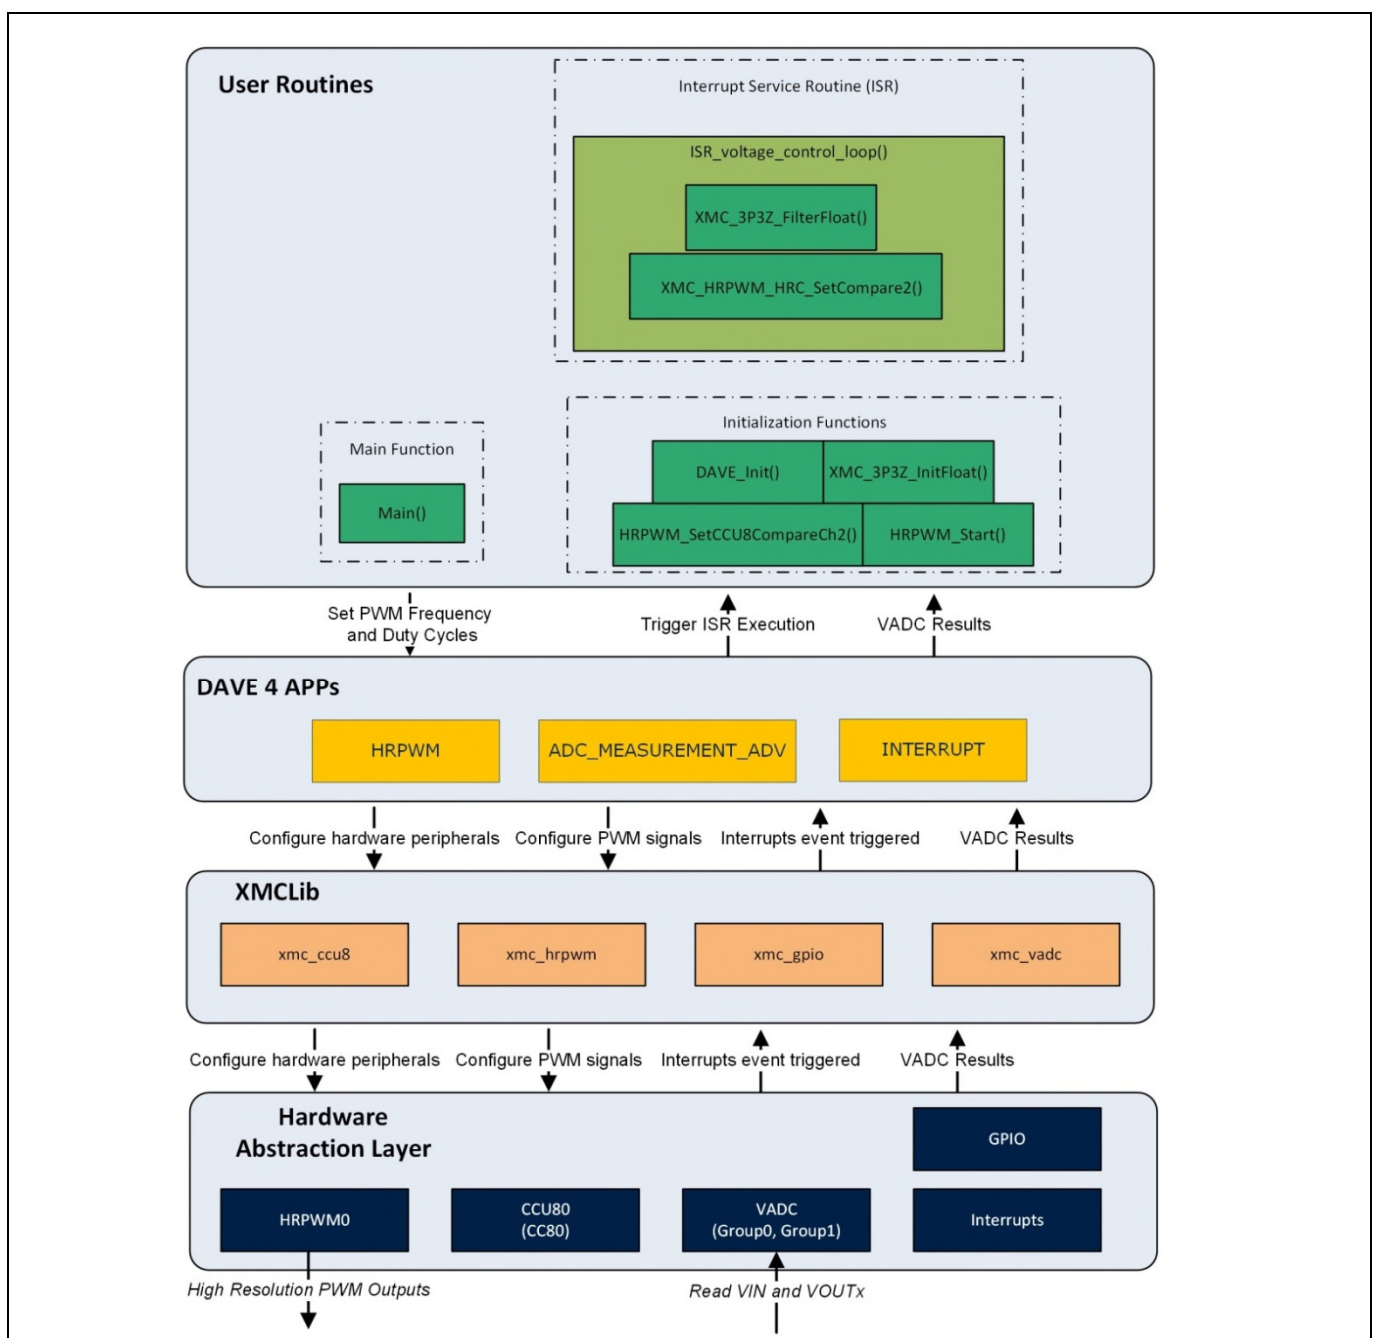 User Routines
Interrupt Service Routine (ISR)
ISR_voltage_control_loop()
XMC_3P3Z_FilterFloat()
XMC_HRPWM_HRC_SetCompare2()
Main Function
Main()
Initialization Functions
DAVE_Init()
XMC_3P3Z_InitFloat()
HRPWM_SetCCU8CompareCh2()
HRPWM_Start()
Set PWM Frequency
and Duty Cycles
Trigger ISR Execution
VADC Results
DAVE 4 APPs
HRPWM
ADC_MEASUREMENT_ADV
INTERRUPT
Configure hardware peripherals
Configure PWM signals
Interrupts event triggered
VADC Results
XMCLib
xmc_ccu8
xmc_hrpwm
xmc_gpio
xmc_vadc
Configure hardware peripherals
Configure PWM signals
Interrupts event triggered
VADC Results
Hardware
Abstraction Layer
GPIO
HRPWM0
CCU80
(CC80)
VADC
(Group0, Group1)
Interrupts
High Resolution PWM Outputs
Read VIN and VOUTx